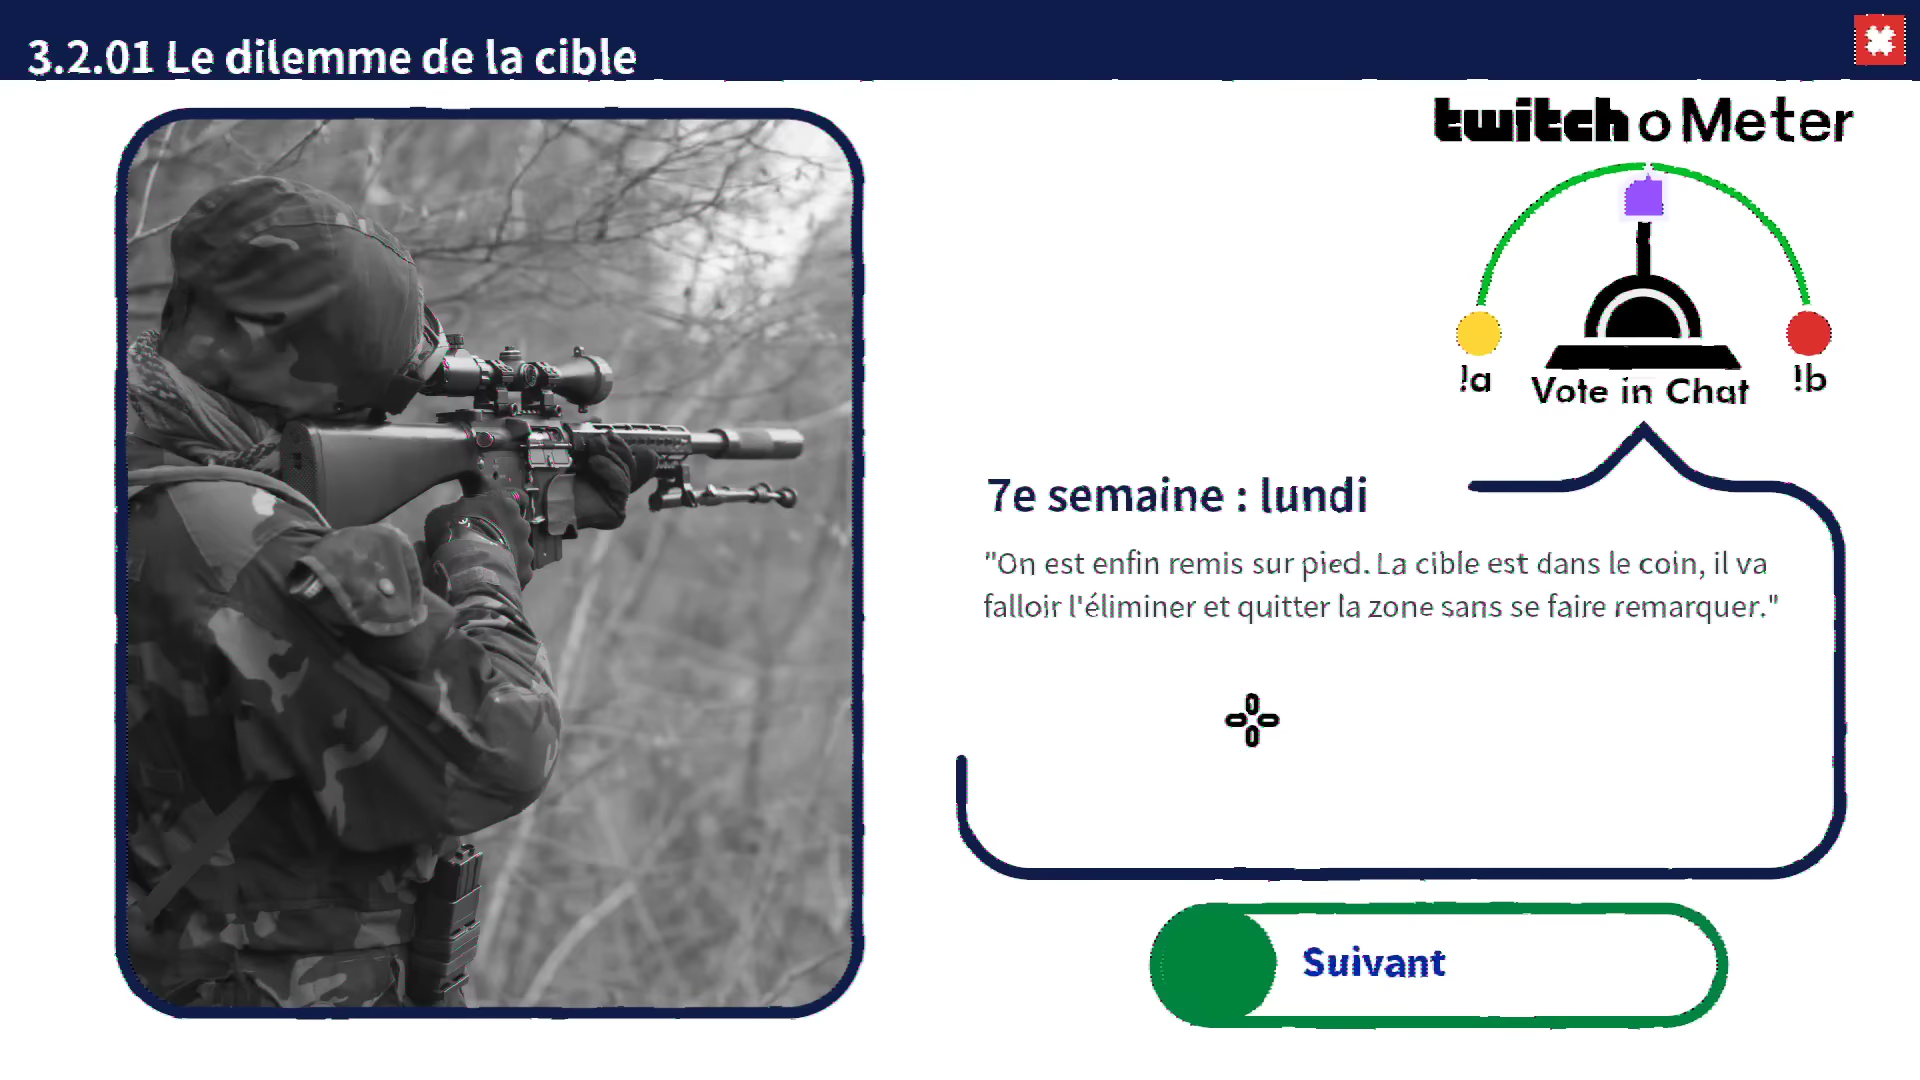 3.2.01 Le dilemme de la cible
twitch o Meter
!a
Vote in Chat
!b
7e semaine : lundi
"On est enfin remis sur pied. La cible est dans le coin, il va
falloir l'éliminer et quitter la zone sans se faire remarquer."
Suivant